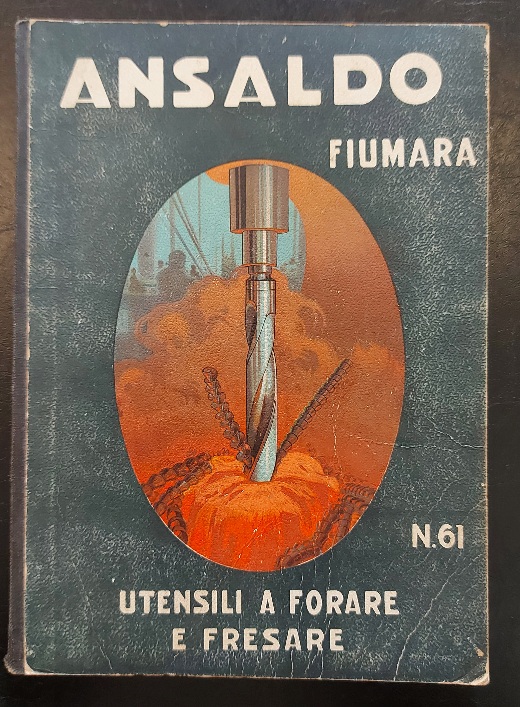 ANSALDO
FIUMARA
N.61
UTENSILI A FORARE
E FRESARE